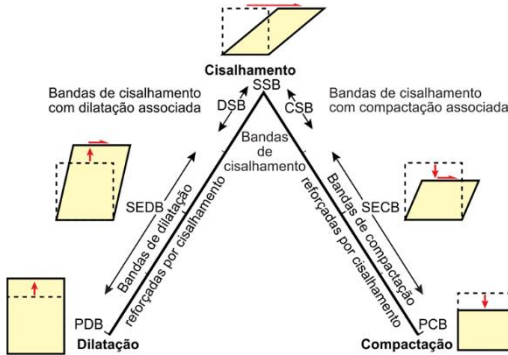 Cisalhamento
SSB
Bandas de cisalhamento
com dilatação associada
DSB
CSB
Bandas de cisalhamento
com compactação associada
Bandas
de
cisalhamento
SEDB
Bandas de dilatação
reforçadas por cisalhamento
reforçadas por cisalhamento
Bandas de compactação
SECB
PDB
Dilatação
PCB
Compactação